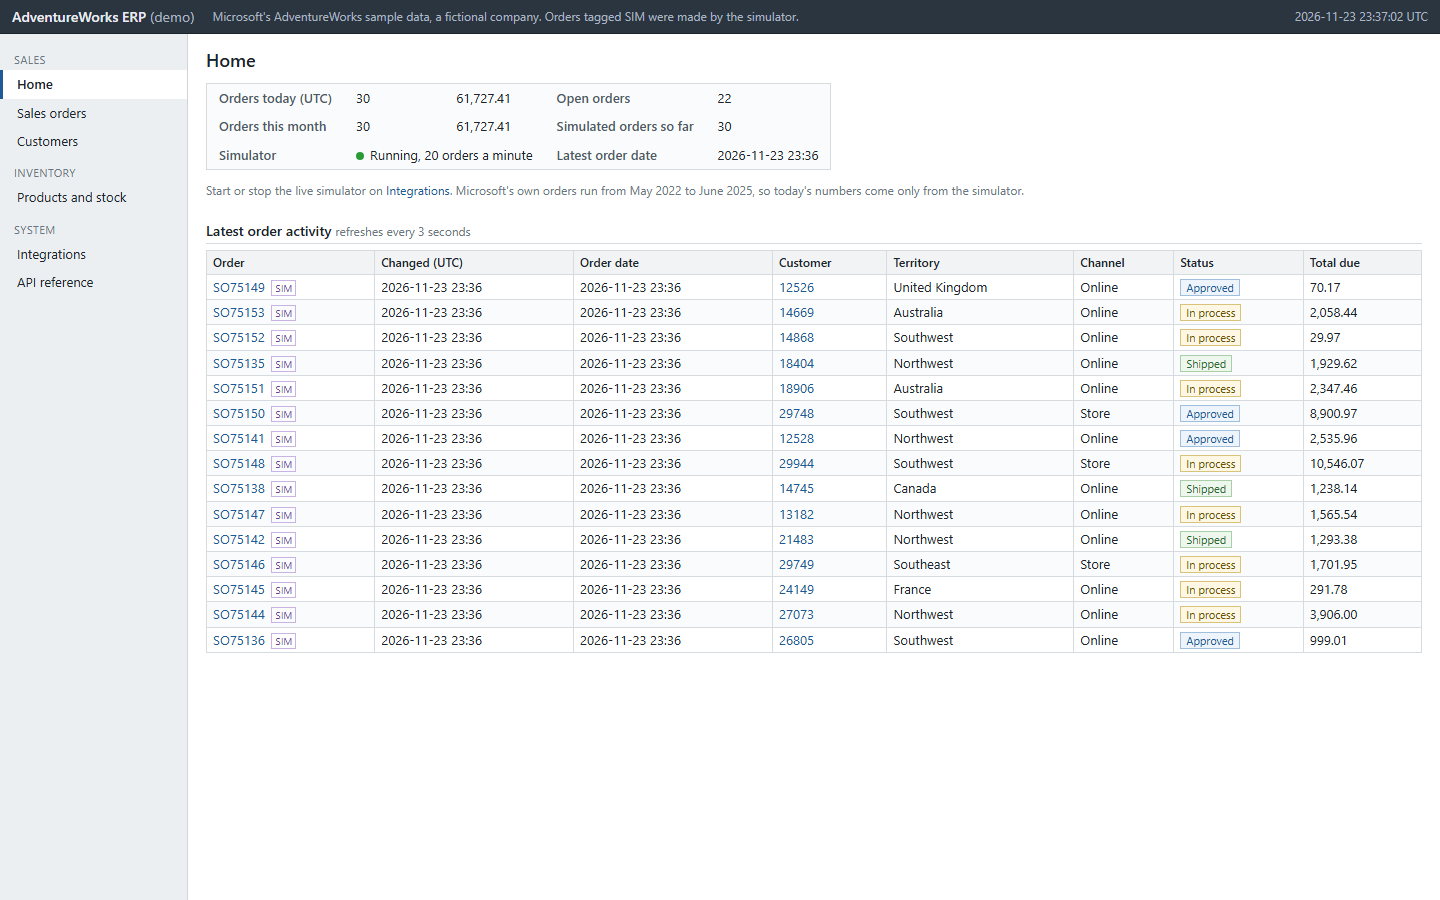 AdventureWorks ERP (demo) Microsoft's AdventureWorks sample data, a fictional company. Orders tagged SIM were made by the simulator. 2026-11-23 23:37:02 UTC
SALES
Home
Sales orders
Customers
INVENTORY
Products and stock
SYSTEM
Integrations
API reference
Home
Orders today (UTC) 30 61,727.41 Open orders 22
Orders this month 30 61,727.41 Simulated orders so far 30
Simulator Running, 20 orders a minute Latest order date 2026-11-23 23:36
Start or stop the live simulator on Integrations. Microsoft's own orders run from May 2022 to June 2025, so today's numbers come only from the simulator.
Latest order activity refreshes every 3 seconds
Order Changed (UTC) Order date Customer Territory Channel Status Total due
SO75149 SIM 2026-11-23 23:36 2026-11-23 23:36 12526 United Kingdom Online Approved 70.17
SO75153 SIM 2026-11-23 23:36 2026-11-23 23:36 14669 Australia Online In process 2,058.44
SO75152 SIM 2026-11-23 23:36 2026-11-23 23:36 14868 Southwest Online In process 29.97
SO75135 SIM 2026-11-23 23:36 2026-11-23 23:36 18404 Northwest Online Shipped 1,929.62
SO75151 SIM 2026-11-23 23:36 2026-11-23 23:36 18906 Australia Online In process 2,347.46
SO75150 SIM 2026-11-23 23:36 2026-11-23 23:36 29748 Southwest Store Approved 8,900.97
SO75141 SIM 2026-11-23 23:36 2026-11-23 23:36 12528 Northwest Online Approved 2,535.96
SO75148 SIM 2026-11-23 23:36 2026-11-23 23:36 29944 Southwest Store In process 10,546.07
SO75138 SIM 2026-11-23 23:36 2026-11-23 23:36 14745 Canada Online Shipped 1,238.14
SO75147 SIM 2026-11-23 23:36 2026-11-23 23:36 13182 Northwest Online In process 1,565.54
SO75142 SIM 2026-11-23 23:36 2026-11-23 23:36 21483 Northwest Online Shipped 1,293.38
SO75146 SIM 2026-11-23 23:36 2026-11-23 23:36 29749 Southeast Store In process 1,701.95
SO75145 SIM 2026-11-23 23:36 2026-11-23 23:36 24149 France Online In process 291.78
SO75144 SIM 2026-11-23 23:36 2026-11-23 23:36 27073 Northwest Online In process 3,906.00
SO75136 SIM 2026-11-23 23:36 2026-11-23 23:36 26805 Southwest Online Approved 999.01